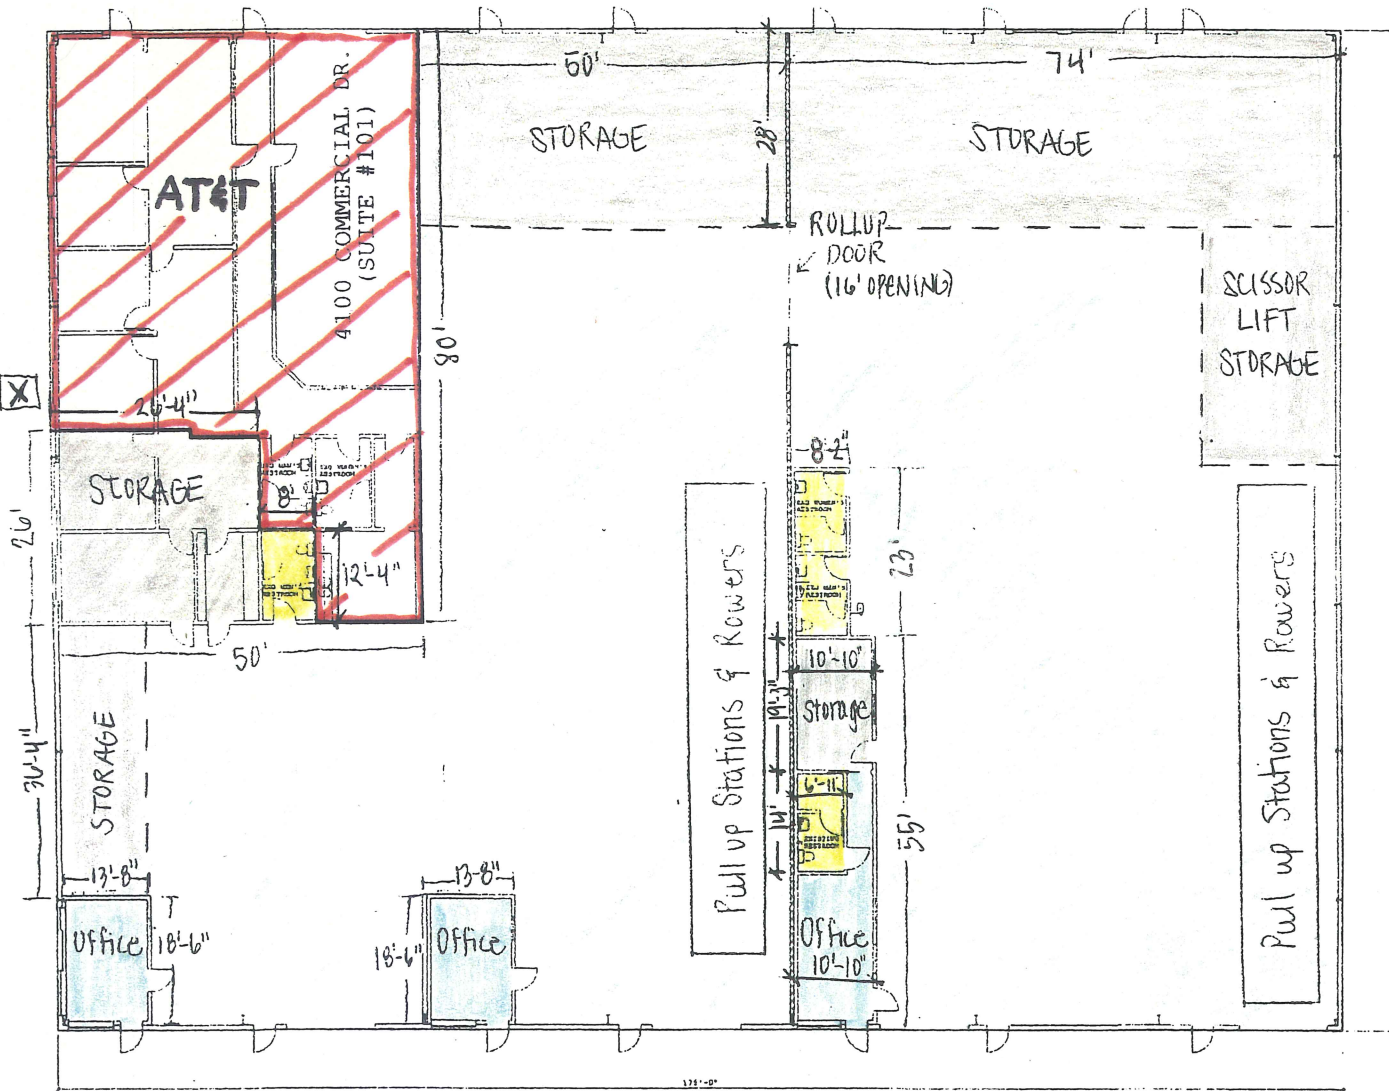 50'
74'
4100 COMMERCIAL DR.
(SUITE #101)
STORAGE
28'
STORAGE
AT&T
ROLLUP
DOOR
(16' OPENING)
SCISSOR
LIFT
STORAGE
80'
X
26'-4"
STORAGE
8'
8'-2"
26'
12'-4"
23'
50'
Pull up Stations & Rowers
10'-10"
Storage
19'-3"
Pull up Stations & Rowers
36'-4"
STORAGE
6'-11"
14'
55'
13'-8"
13-8"
Office
18'-6"
18'-6"
Office
Office
10'-10"
175'-0"